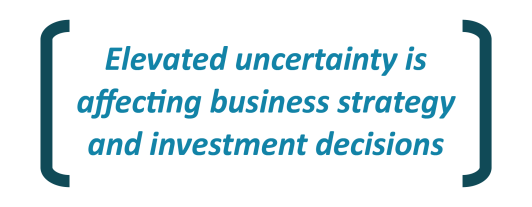 Elevated uncertainty is
affecting business strategy
and investment decisions